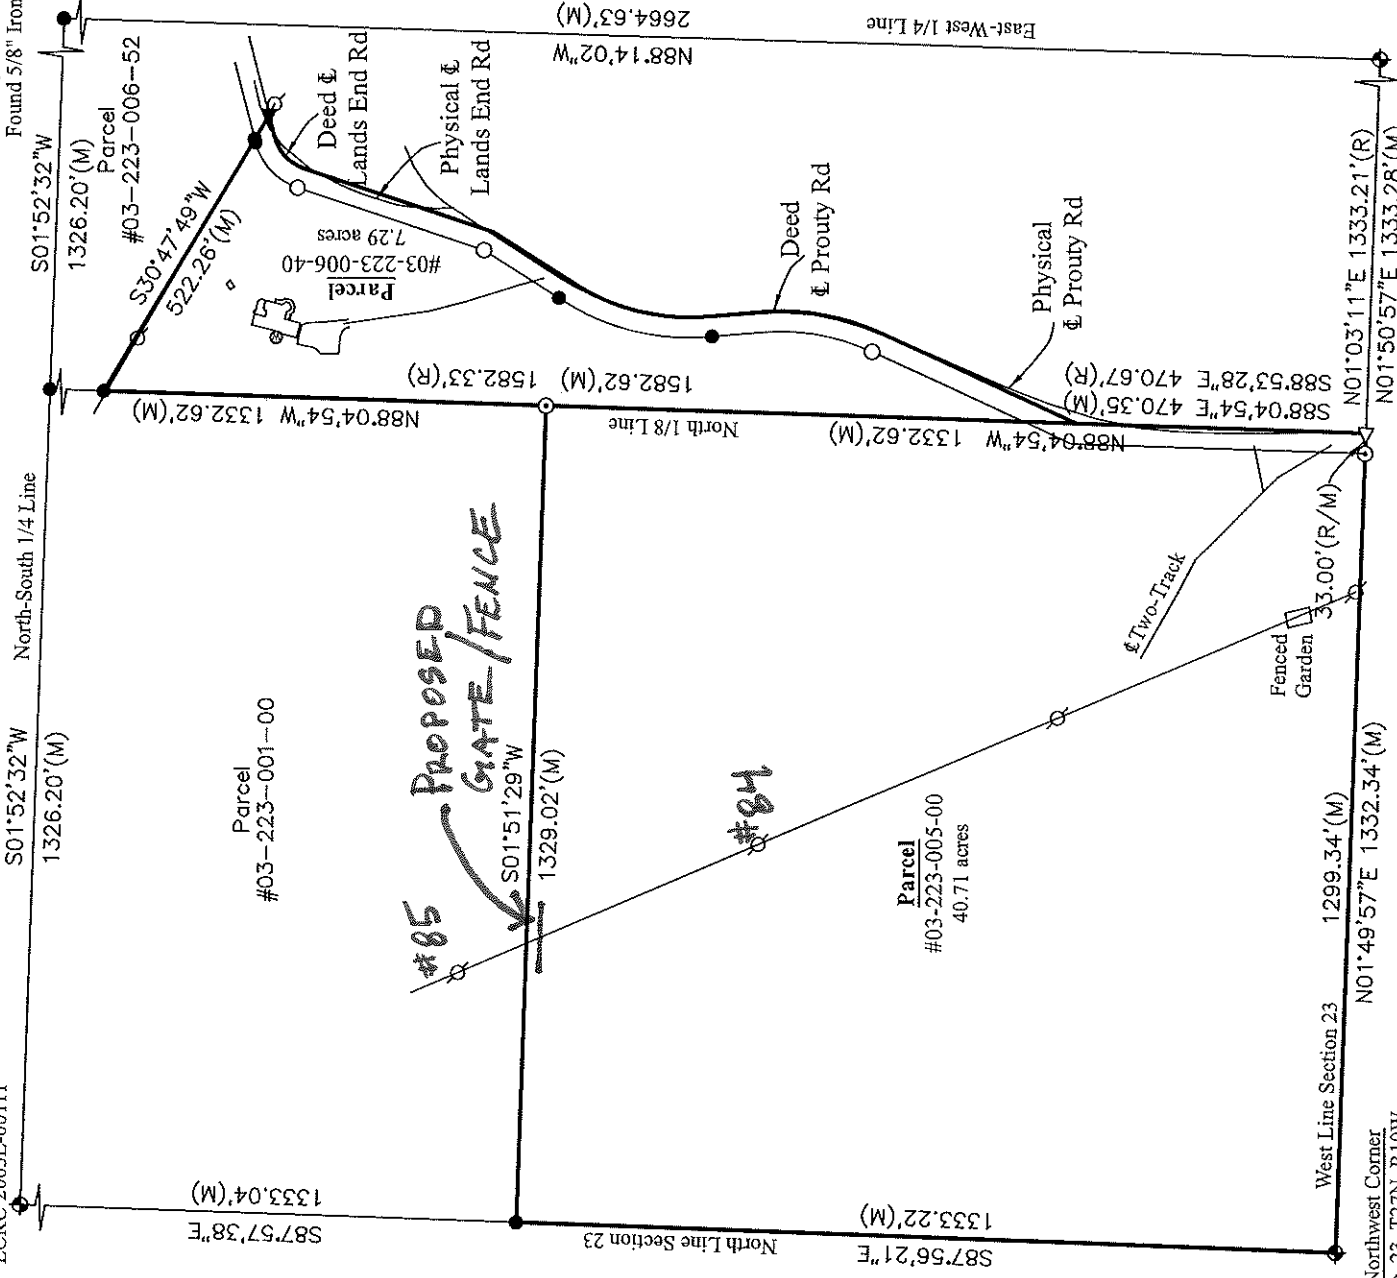 Found 5/8" Iron
S01°52'32"W
1326.20'(M)
Parcel
#03-223-006-52
2664.63'(M)
N88°14'02"W
East-West 1/4 Line
Deed ℄
Lands End Rd
Physical ℄
Lands End Rd
S30°47'49"W
522.26'(M)
Parcel
#03-223-006-40
7.29 acres
Deed
℄ Prouty Rd
Physical
℄ Prouty Rd
N01°03'11"E 1333.21'(R)
N01°50'57"E 1333.28'(M)
1582.33'(R)
1582.62'(M)
N88°04'54"W 1332.62'(M)
North 1/8 Line
N88°04'54"W 1332.62'(M)
S88°53'28"E 470.67'(R)
S88°04'54"E 470.35'(M)
North-South 1/4 Line
S01°52'32"W
1326.20'(M)
Parcel
#03-223-001-00
PROPOSED
GATE/FENCE
S01°51'29"W
1329.02'(M)
#85
#84
℄Two-Track
Fenced
Garden
33.00'(R/M)
Parcel
#03-223-005-00
40.71 acres
S87°57'38"E
1333.04'(M)
North Line Section 23
S87°56'21"E
1333.22'(M)
West Line Section 23
1299.34'(M)
N01°49'57"E 1332.34'(M)
Northwest Corner